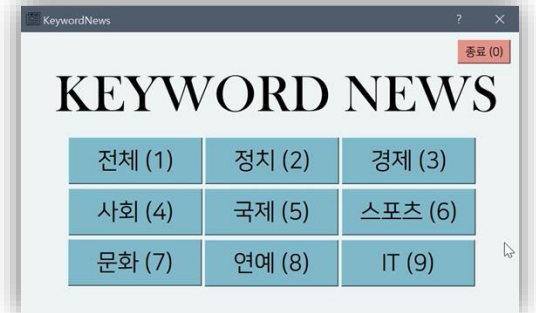 KeywordNews
종료 (0)
KEYWORD NEWS
전체 (1) 정치 (2) 경제 (3)
사회 (4) 국제 (5) 스포츠 (6)
문화 (7) 연예 (8) IT (9)